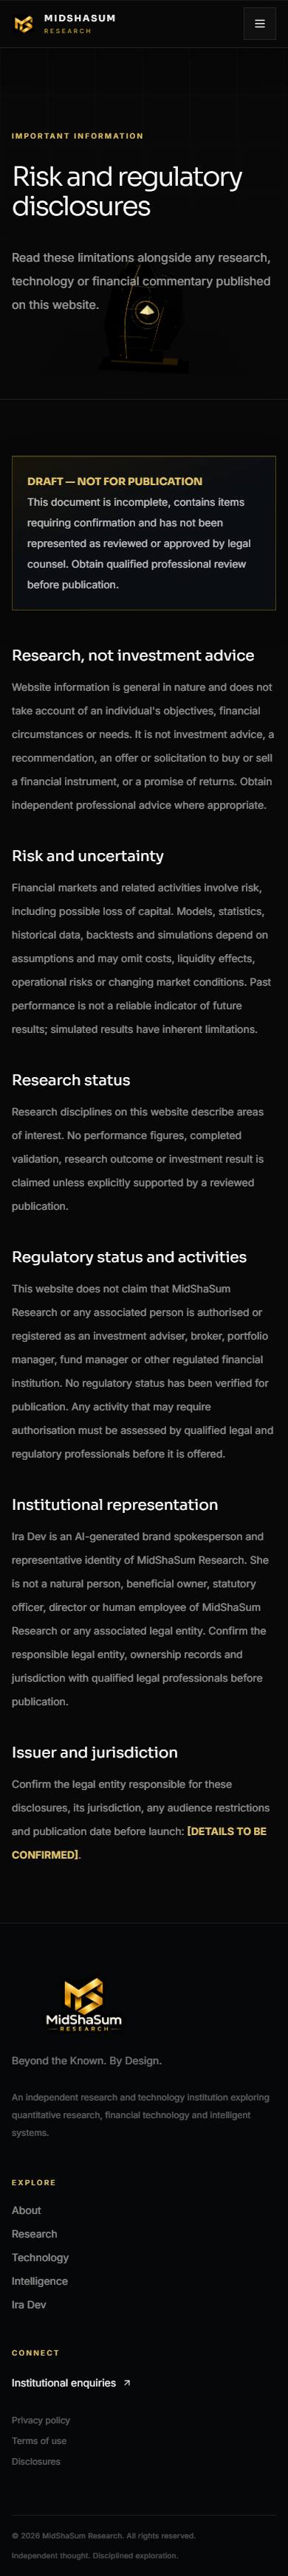 MIDSHASUM
RESEARCH
IMPORTANT INFORMATION
Risk and regulatory
disclosures
Read these limitations alongside any research,
technology or financial commentary published
on this website.
DRAFT — NOT FOR PUBLICATION
This document is incomplete, contains items
requiring confirmation and has not been
represented as reviewed or approved by legal
counsel. Obtain qualified professional review
before publication.
Research, not investment advice
Website information is general in nature and does not
take account of an individual's objectives, financial
circumstances or needs. It is not investment advice, a
recommendation, an offer or solicitation to buy or sell
a financial instrument, or a promise of returns. Obtain
independent professional advice where appropriate.
Risk and uncertainty
Financial markets and related activities involve risk,
including possible loss of capital. Models, statistics,
historical data, backtests and simulations depend on
assumptions and may omit costs, liquidity effects,
operational risks or changing market conditions. Past
performance is not a reliable indicator of future
results; simulated results have inherent limitations.
Research status
Research disciplines on this website describe areas
of interest. No performance figures, completed
validation, research outcome or investment result is
claimed unless explicitly supported by a reviewed
publication.
Regulatory status and activities
This website does not claim that MidShaSum
Research or any associated person is authorised or
registered as an investment adviser, broker, portfolio
manager, fund manager or other regulated financial
institution. No regulatory status has been verified for
publication. Any activity that may require
authorisation must be assessed by qualified legal and
regulatory professionals before it is offered.
Institutional representation
Ira Dev is an AI-generated brand spokesperson and
representative identity of MidShaSum Research. She
is not a natural person, beneficial owner, statutory
officer, director or human employee of MidShaSum
Research or any associated legal entity. Confirm the
responsible legal entity, ownership records and
jurisdiction with qualified legal professionals before
publication.
Issuer and jurisdiction
Confirm the legal entity responsible for these
disclosures, its jurisdiction, any audience restrictions
and publication date before launch: [DETAILS TO BE
CONFIRMED].
MidShaSum
RESEARCH
Beyond the Known. By Design.
An independent research and technology institution exploring
quantitative research, financial technology and intelligent
systems.
EXPLORE
About
Research
Technology
Intelligence
Ira Dev
CONNECT
Institutional enquiries
Privacy policy
Terms of use
Disclosures
© 2026 MidShaSum Research. All rights reserved.
Independent thought. Disciplined exploration.